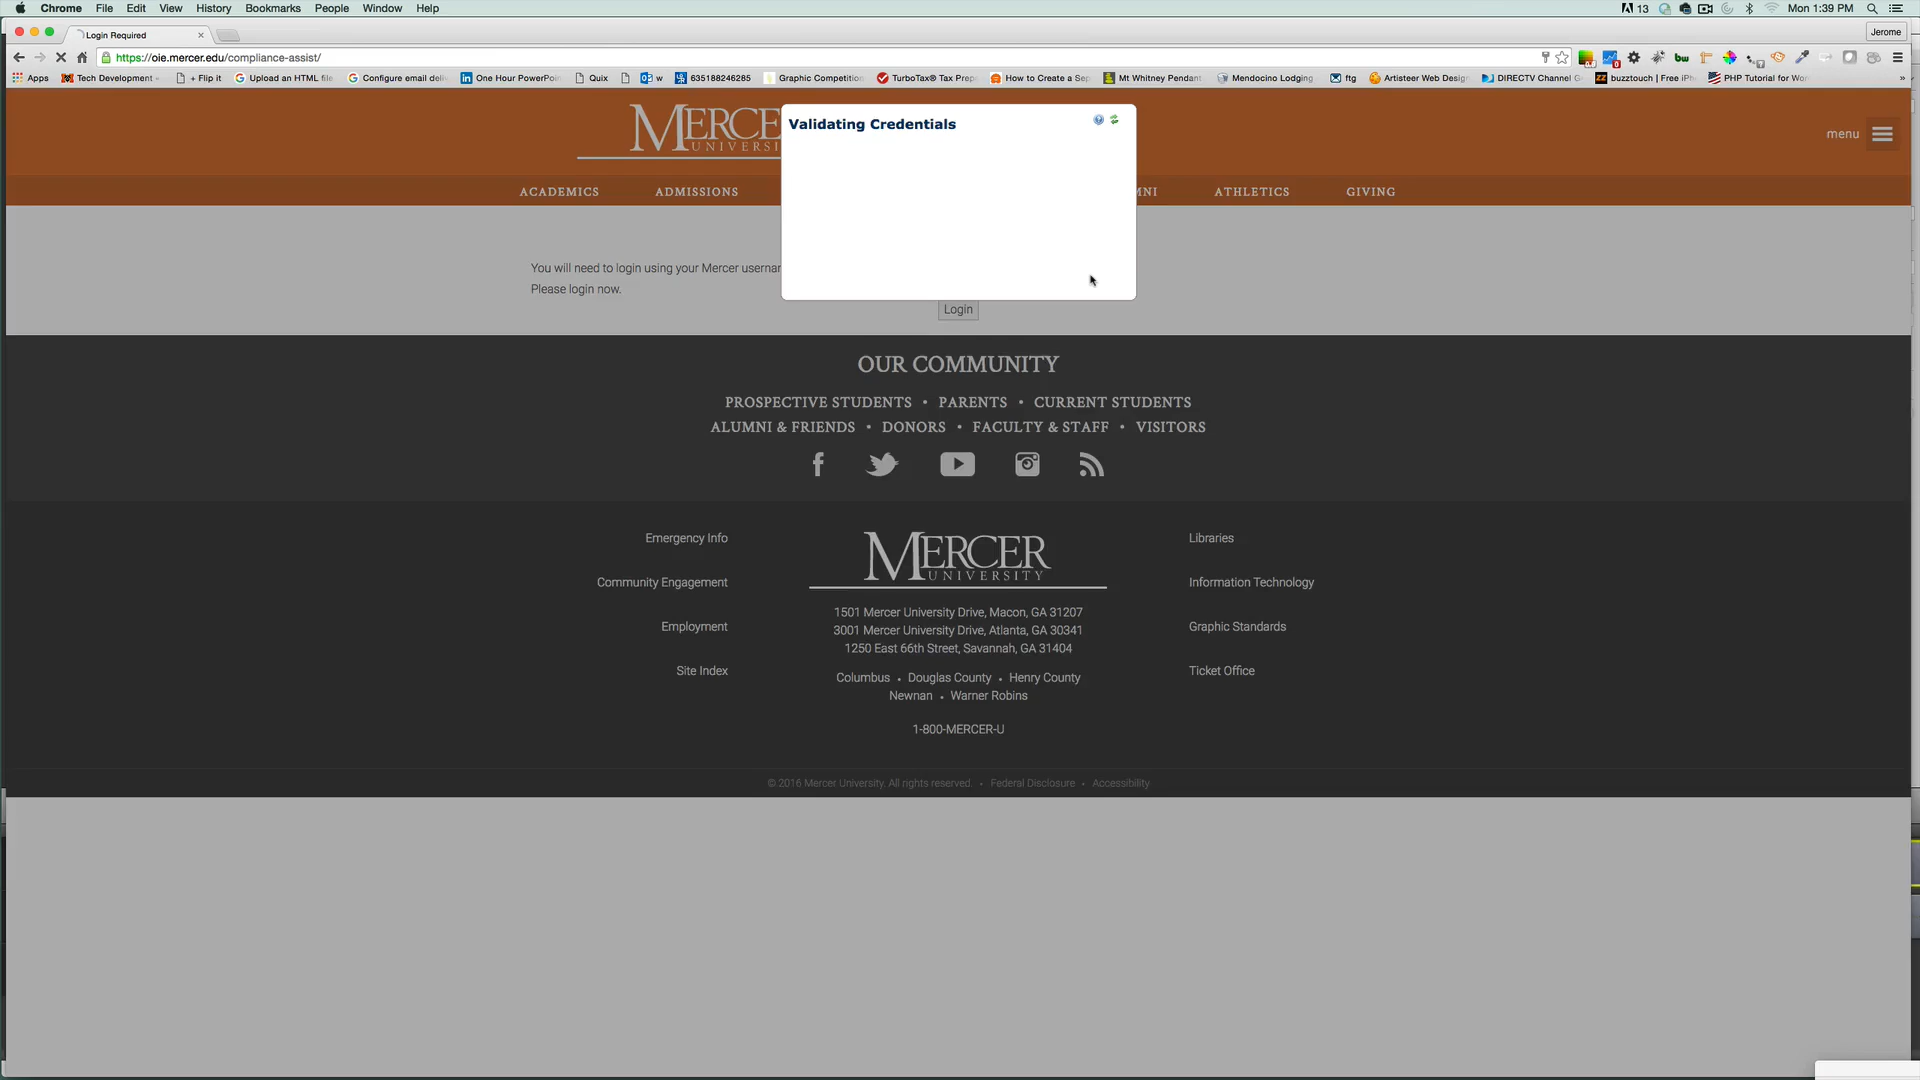 Chrome File Edit View History Bookmarks People Window Help 13 Mon 1:39 PM
Login Required Jerome
https://oie.mercer.edu/compliance-assist/
Apps Tech Development + Flip it Upload an HTML file Configure email deli One Hour PowerPoin Quix w 635188246285 Graphic Competition TurboTax® Tax Prep How to Create a Sep Mt Whitney Pendant Mendocino Lodging ftg Artisteer Web Desig DIRECTV Channel G buzztouch | Free iPh PHP Tutorial for Wor »
MERCE
UNIVERSI
Validating Credentials
menu
ACADEMICS ADMISSIONS MNI ATHLETICS GIVING
You will need to login using your Mercer usernar
Please login now.
Login
OUR COMMUNITY
PROSPECTIVE STUDENTS • PARENTS • CURRENT STUDENTS
ALUMNI & FRIENDS • DONORS • FACULTY & STAFF • VISITORS
Emergency Info
Community Engagement
Employment
Site Index
MERCER
UNIVERSITY
1501 Mercer University Drive, Macon, GA 31207
3001 Mercer University Drive, Atlanta, GA 30341
1250 East 66th Street, Savannah, GA 31404
Columbus • Douglas County • Henry County
Newnan • Warner Robins
1-800-MERCER-U
Libraries
Information Technology
Graphic Standards
Ticket Office
© 2016 Mercer University. All rights reserved. • Federal Disclosure • Accessibility